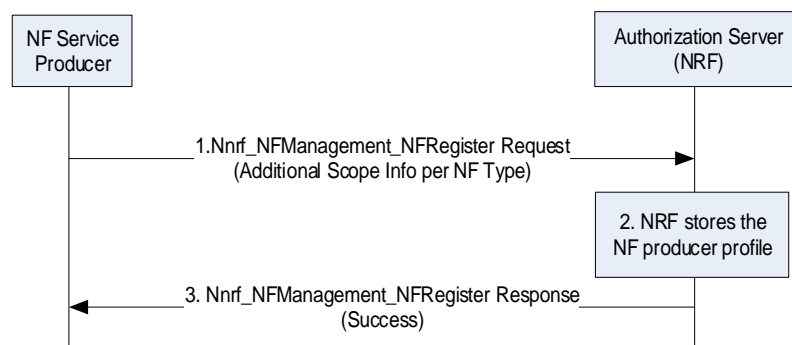 NF Service
Producer
Authorization Server
(NRF)
1.Nnrf_NFManagement_NFRegister Request
(Additional Scope Info per NF Type)
2. NRF stores the
NF producer profile
3. Nnrf_NFManagement_NFRegister Response
(Success)